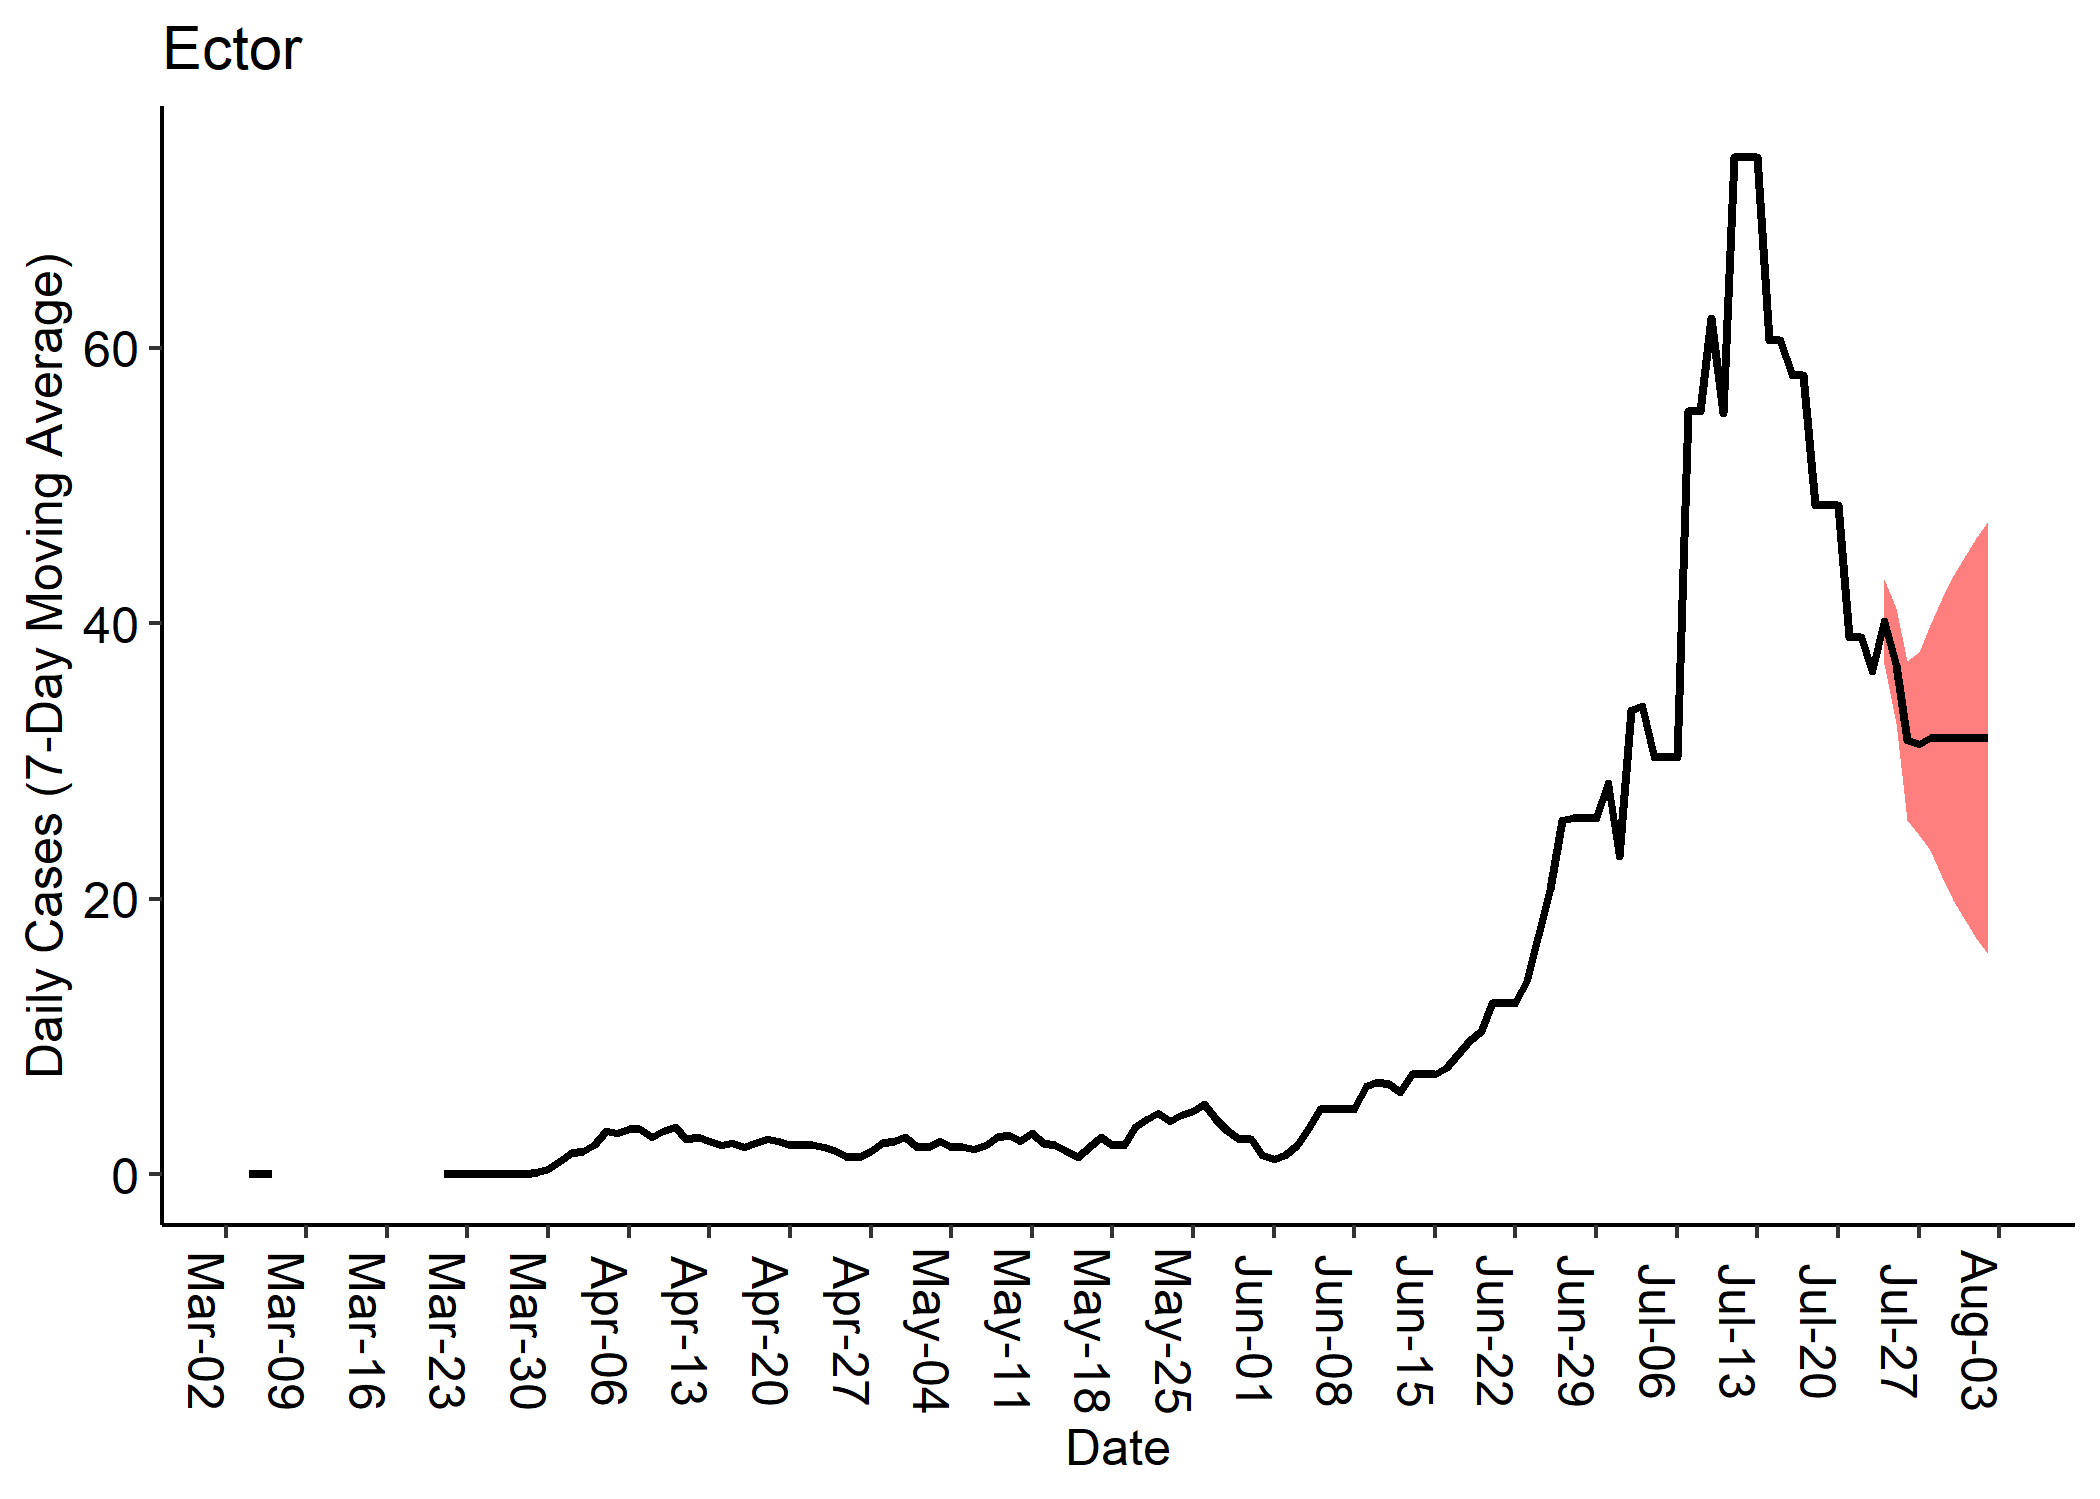 Ector
Daily Cases (7-Day Moving Average)
60
40
20
0
Mar-02
Mar-09
Mar-16
Mar-23
Mar-30
Apr-06
Apr-13
Apr-20
Apr-27
May-04
May-11
May-18
May-25
Jun-01
Jun-08
Jun-15
Jun-22
Jun-29
Jul-06
Jul-13
Jul-20
Jul-27
Aug-03
Date